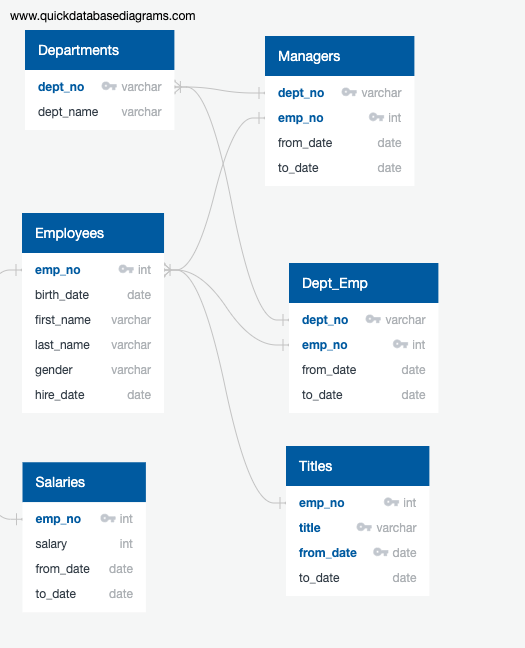 www.quickdatabasediagrams.com
Departments
dept_no varchar
dept_name varchar
Managers
dept_no varchar
emp_no int
from_date date
to_date date
Employees
emp_no int
birth_date date
first_name varchar
last_name varchar
gender varchar
hire_date date
Dept_Emp
dept_no varchar
emp_no int
from_date date
to_date date
Salaries
emp_no int
salary int
from_date date
to_date date
Titles
emp_no int
title varchar
from_date date
to_date date